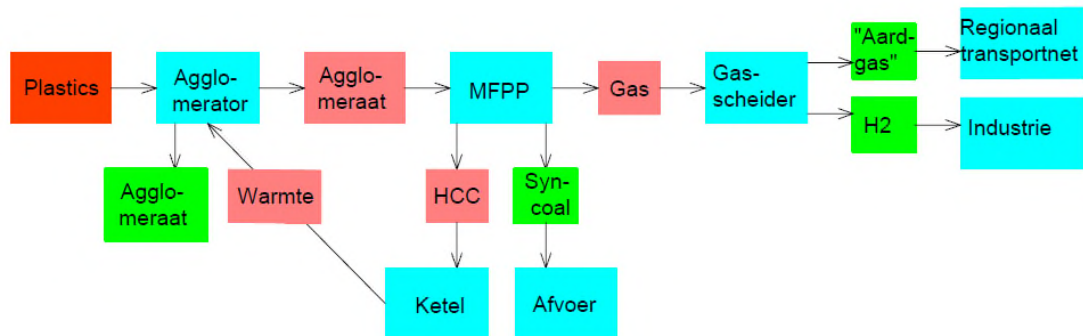 Plastics
Agglo-
merator
Agglo-
meraat
MFPP
Gas
Gas-
scheider
"Aard-
gas"
Regionaal
transportnet
H2
Industrie
Agglo-
meraat
Warmte
HCC
Syn-
coal
Ketel
Afvoer